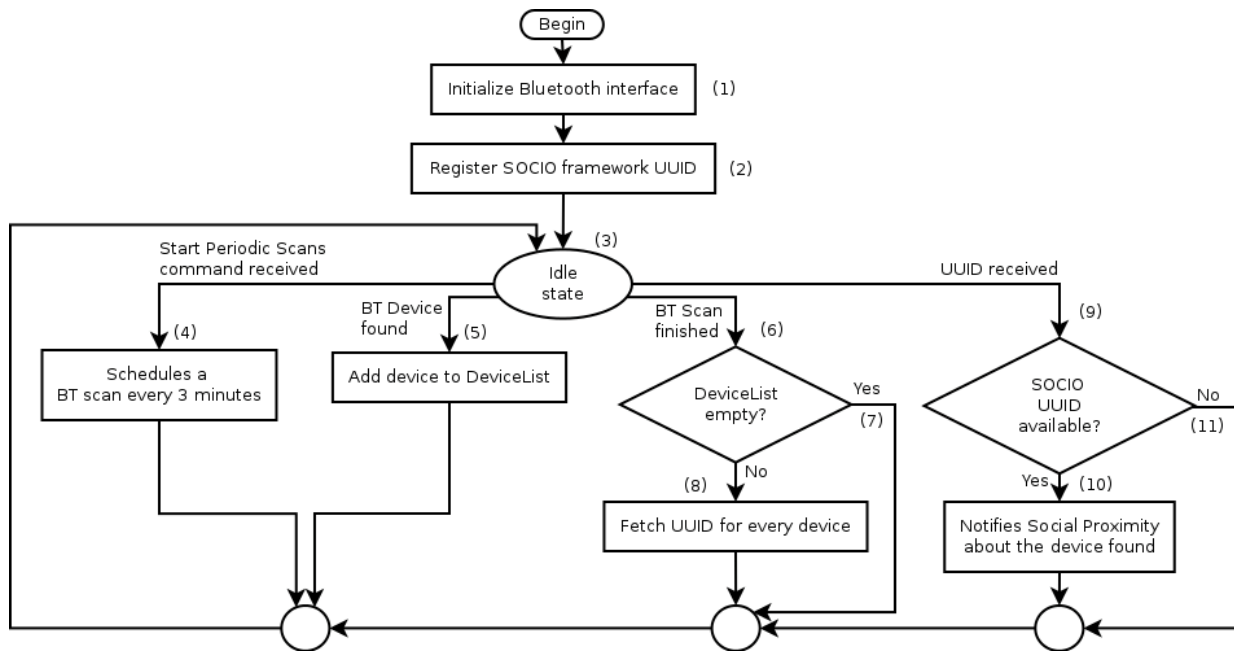 Begin
Initialize Bluetooth interface
(1)
Register SOCIO framework UUID
(2)
(3)
Idle
state
Start Periodic Scans
command received
UUID received
BT Device
found
BT Scan
finished
(4)
(5)
(6)
(9)
Schedules a
BT scan every 3 minutes
Add device to DeviceList
DeviceList
empty?
Yes
(7)
SOCIO
UUID
available?
No
(11)
No
(8)
Yes
(10)
Fetch UUID for every device
Notifies Social Proximity
about the device found